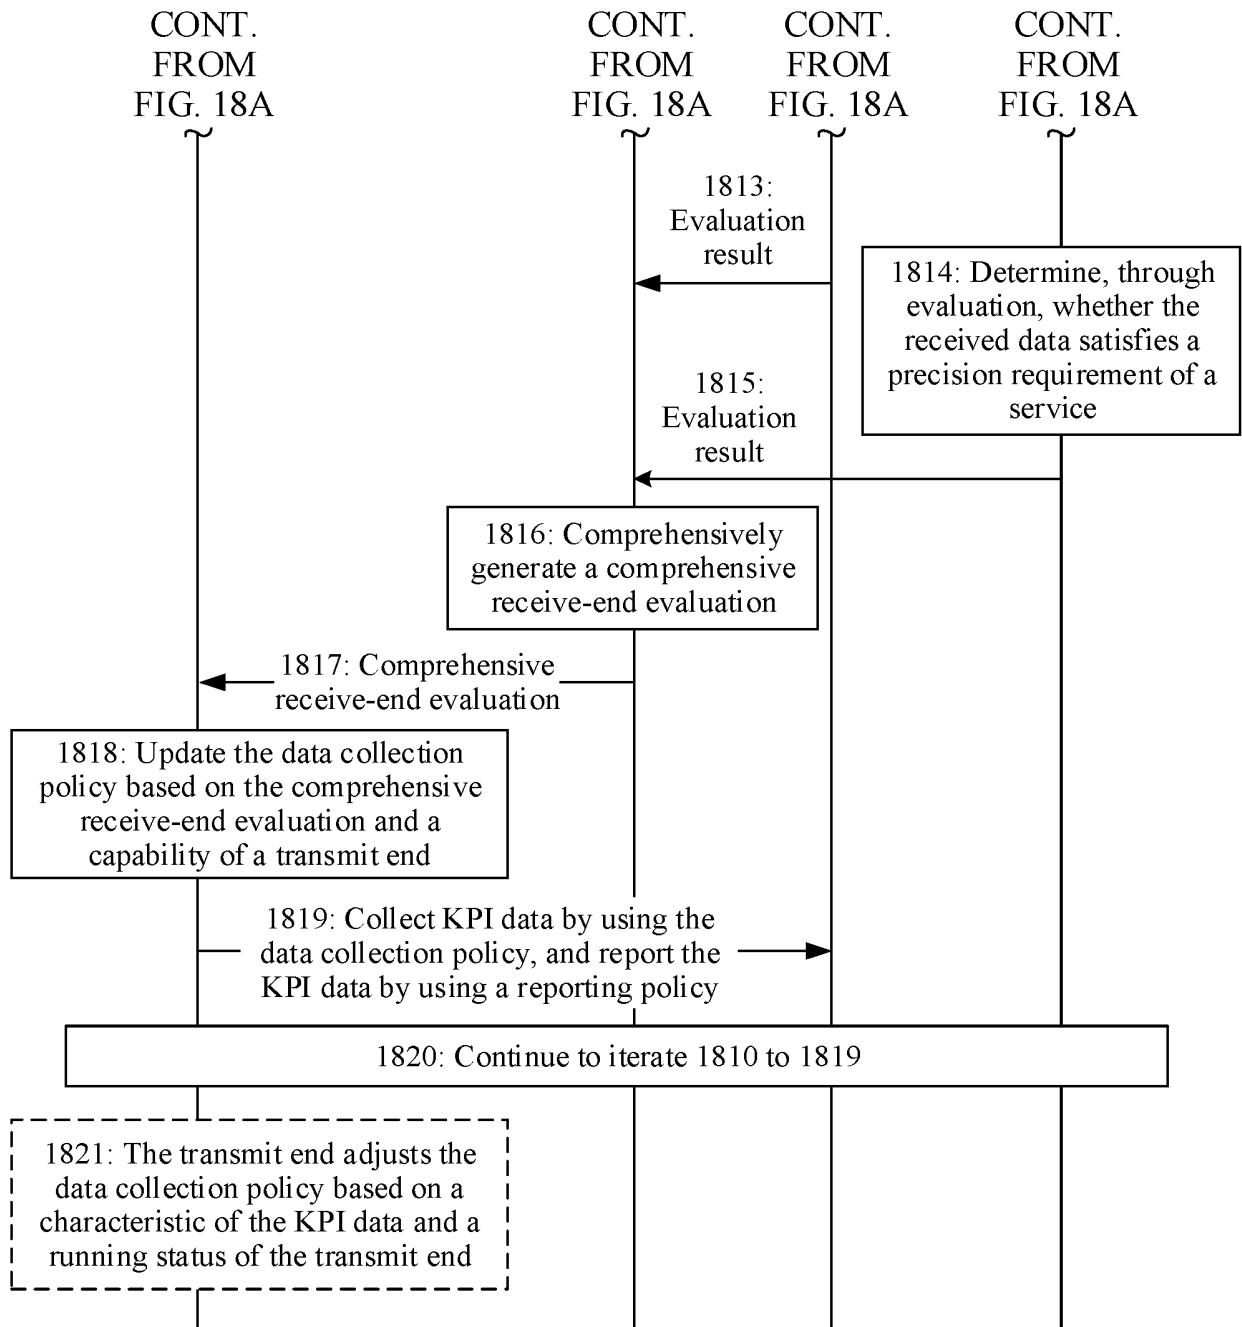 CONT.
FROM
FIG. 18A
CONT.
FROM
FIG. 18A
CONT.
FROM
FIG. 18A
CONT.
FROM
FIG. 18A
1813:
Evaluation
result
1814: Determine, through
evaluation, whether the
received data satisfies a
precision requirement of a
service
1815:
Evaluation
result
1816: Comprehensively
generate a comprehensive
receive-end evaluation
1817: Comprehensive
receive-end evaluation
1818: Update the data collection
policy based on the comprehensive
receive-end evaluation and a
capability of a transmit end
1819: Collect KPI data by using the
data collection policy, and report the
KPI data by using a reporting policy
1820: Continue to iterate 1810 to 1819
1821: The transmit end adjusts the
data collection policy based on a
characteristic of the KPI data and a
running status of the transmit end